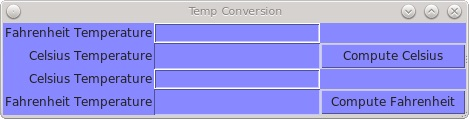 Temp Conversion
Fahrenheit Temperature
Celsius Temperature Compute Celsius
Celsius Temperature
Fahrenheit Temperature Compute Fahrenheit